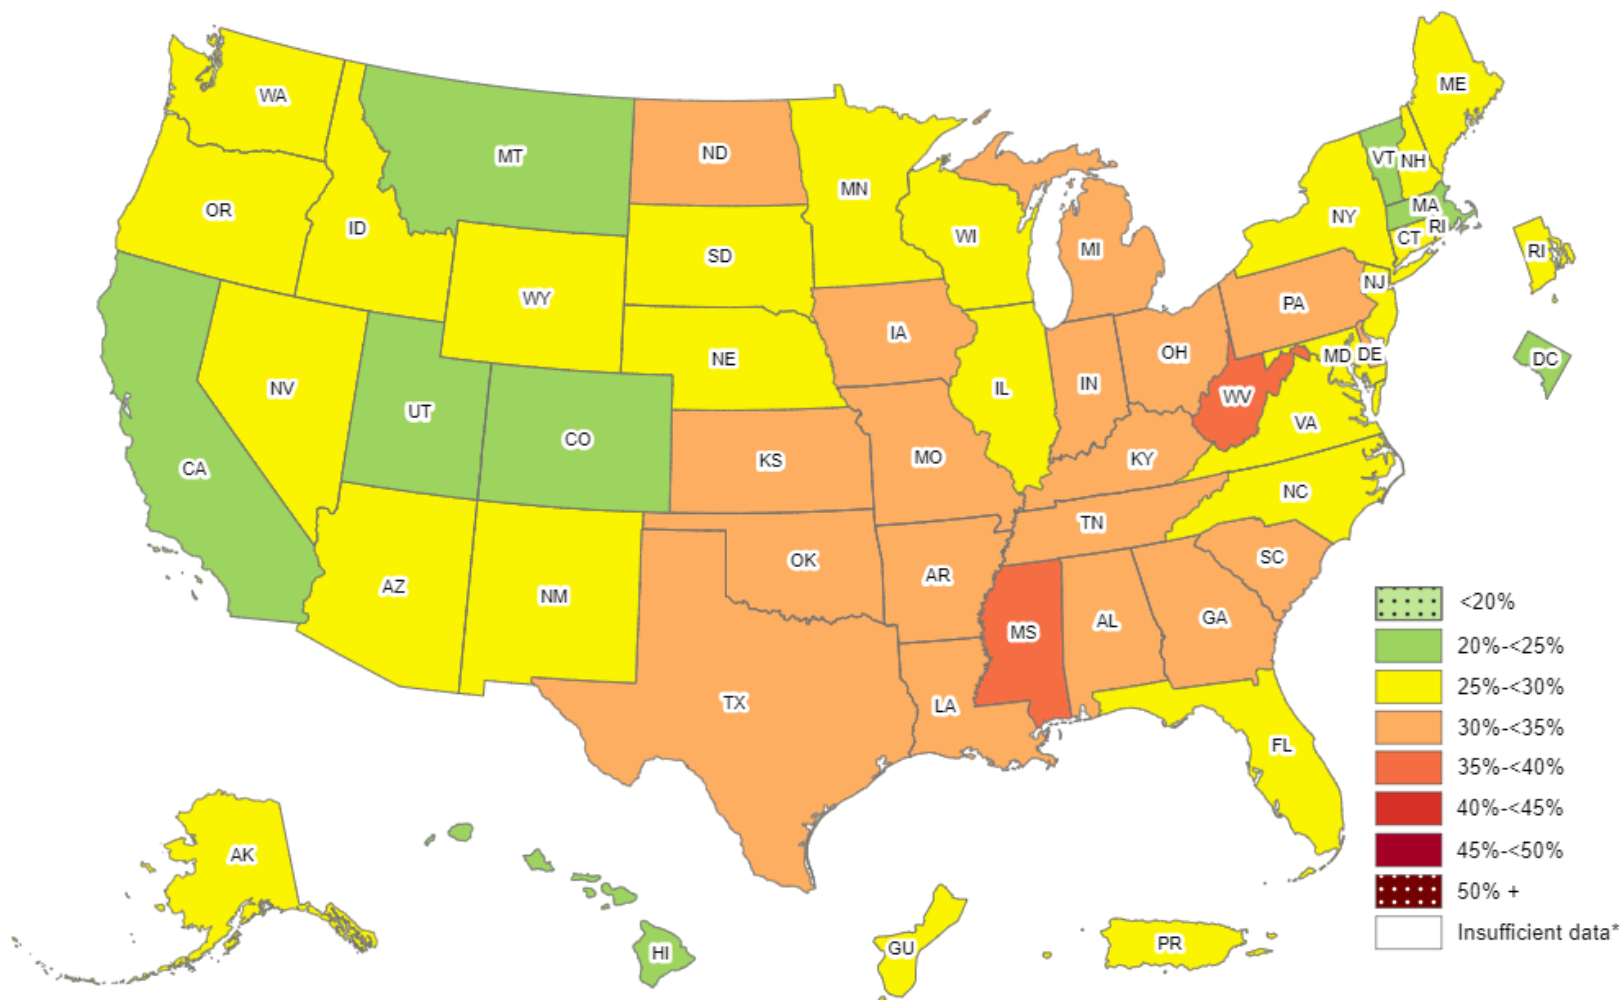 ME
WA
MT
ND
VT
NH
MN
OR
MA
NY
RI
ID
WI
CT
MI
RI
SD
NJ
WY
PA
IA
OH
MD
DE
DC
NE
IN
NV
IL
WV
UT
VA
CO
MO
KY
KS
CA
NC
TN
OK
SC
AR
AZ
NM
<20%
GA
AL
MS
20%-<25%
25%-<30%
TX
LA
30%-<35%
FL
35%-<40%
40%-<45%
AK
45%-<50%
50% +
Insufficient data*
PR
GU
HI